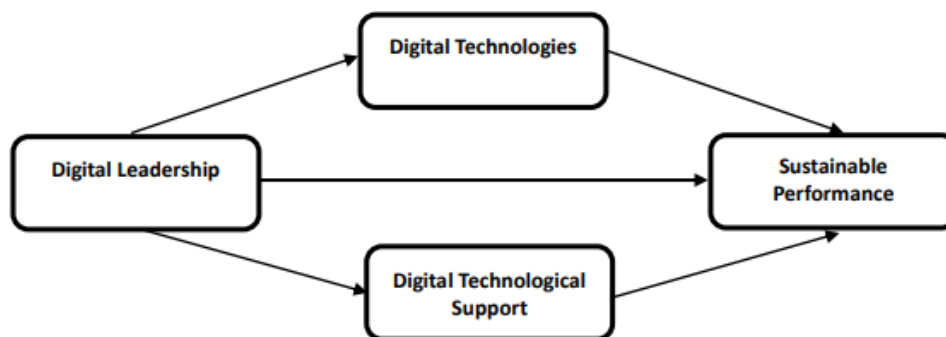 Digital Technologies
Digital Leadership
Sustainable
Performance
Digital Technological
Support